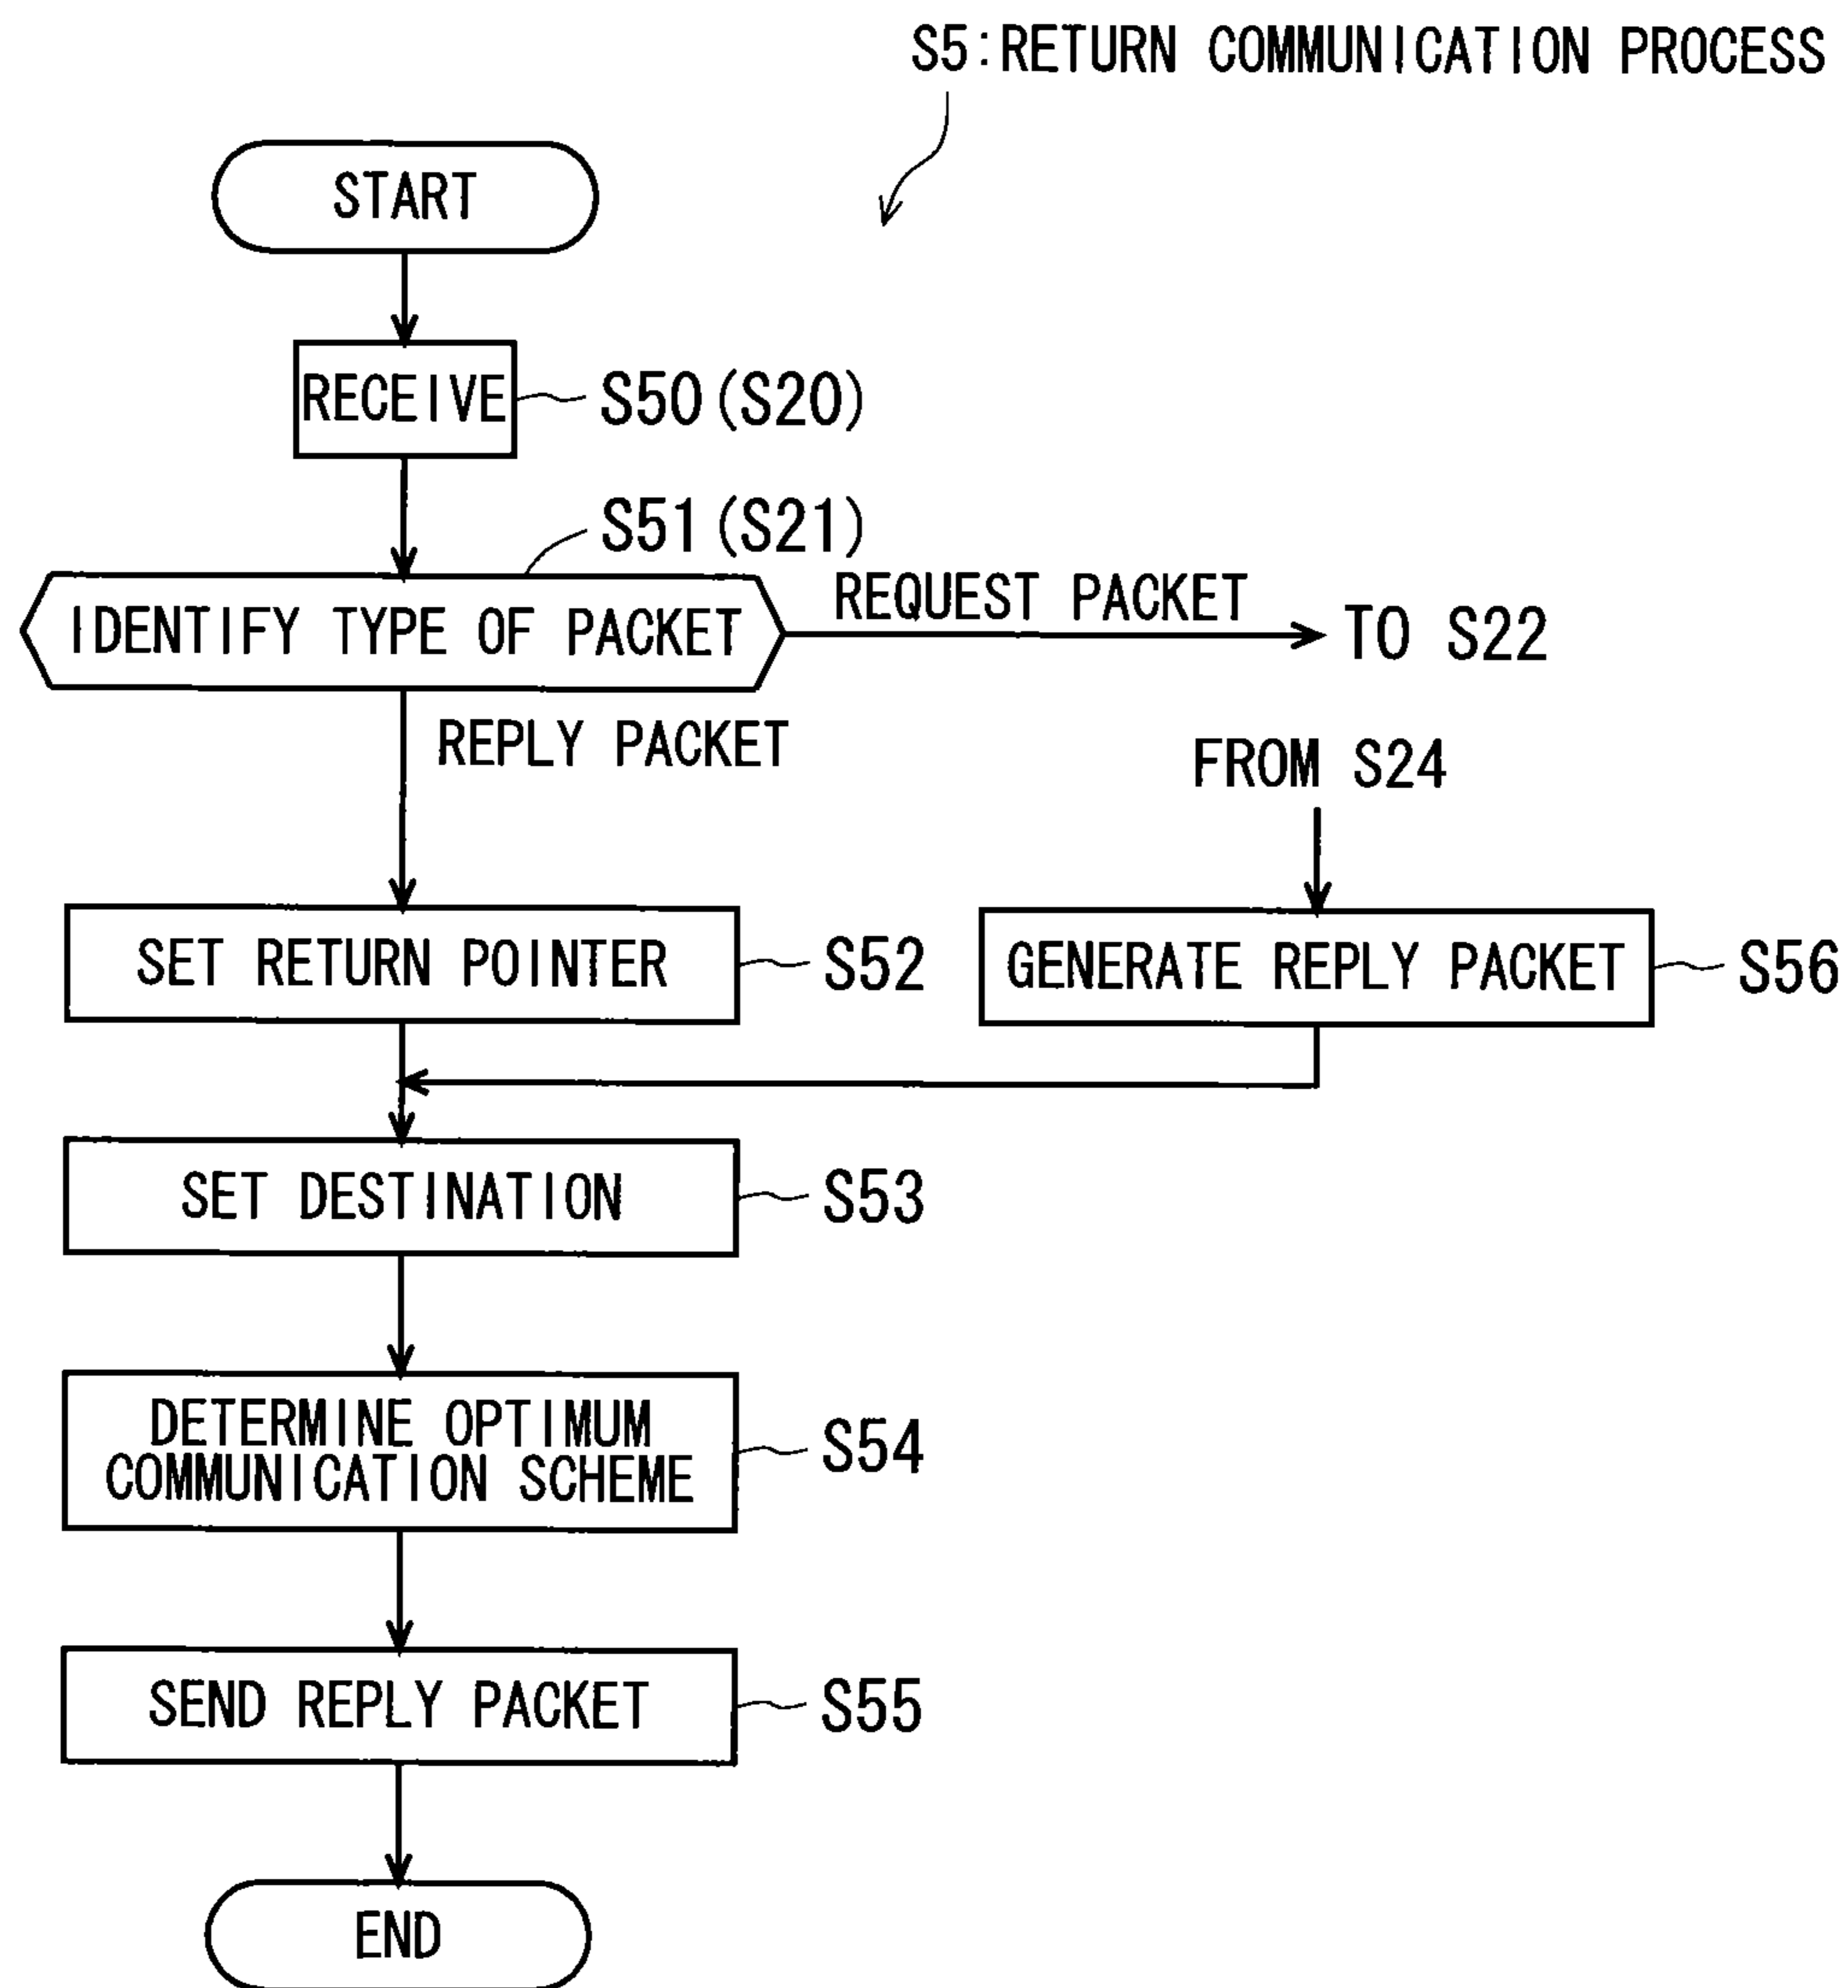 S5:RETURN COMMUNICATION PROCESS
START
RECEIVE
S50(S20)
S51(S21)
IDENTIFY TYPE OF PACKET
REQUEST PACKET
TO S22
REPLY PACKET
FROM S24
SET RETURN POINTER
S52
GENERATE REPLY PACKET
S56
SET DESTINATION
S53
DETERMINE OPTIMUM
COMMUNICATION SCHEME
S54
SEND REPLY PACKET
S55
END